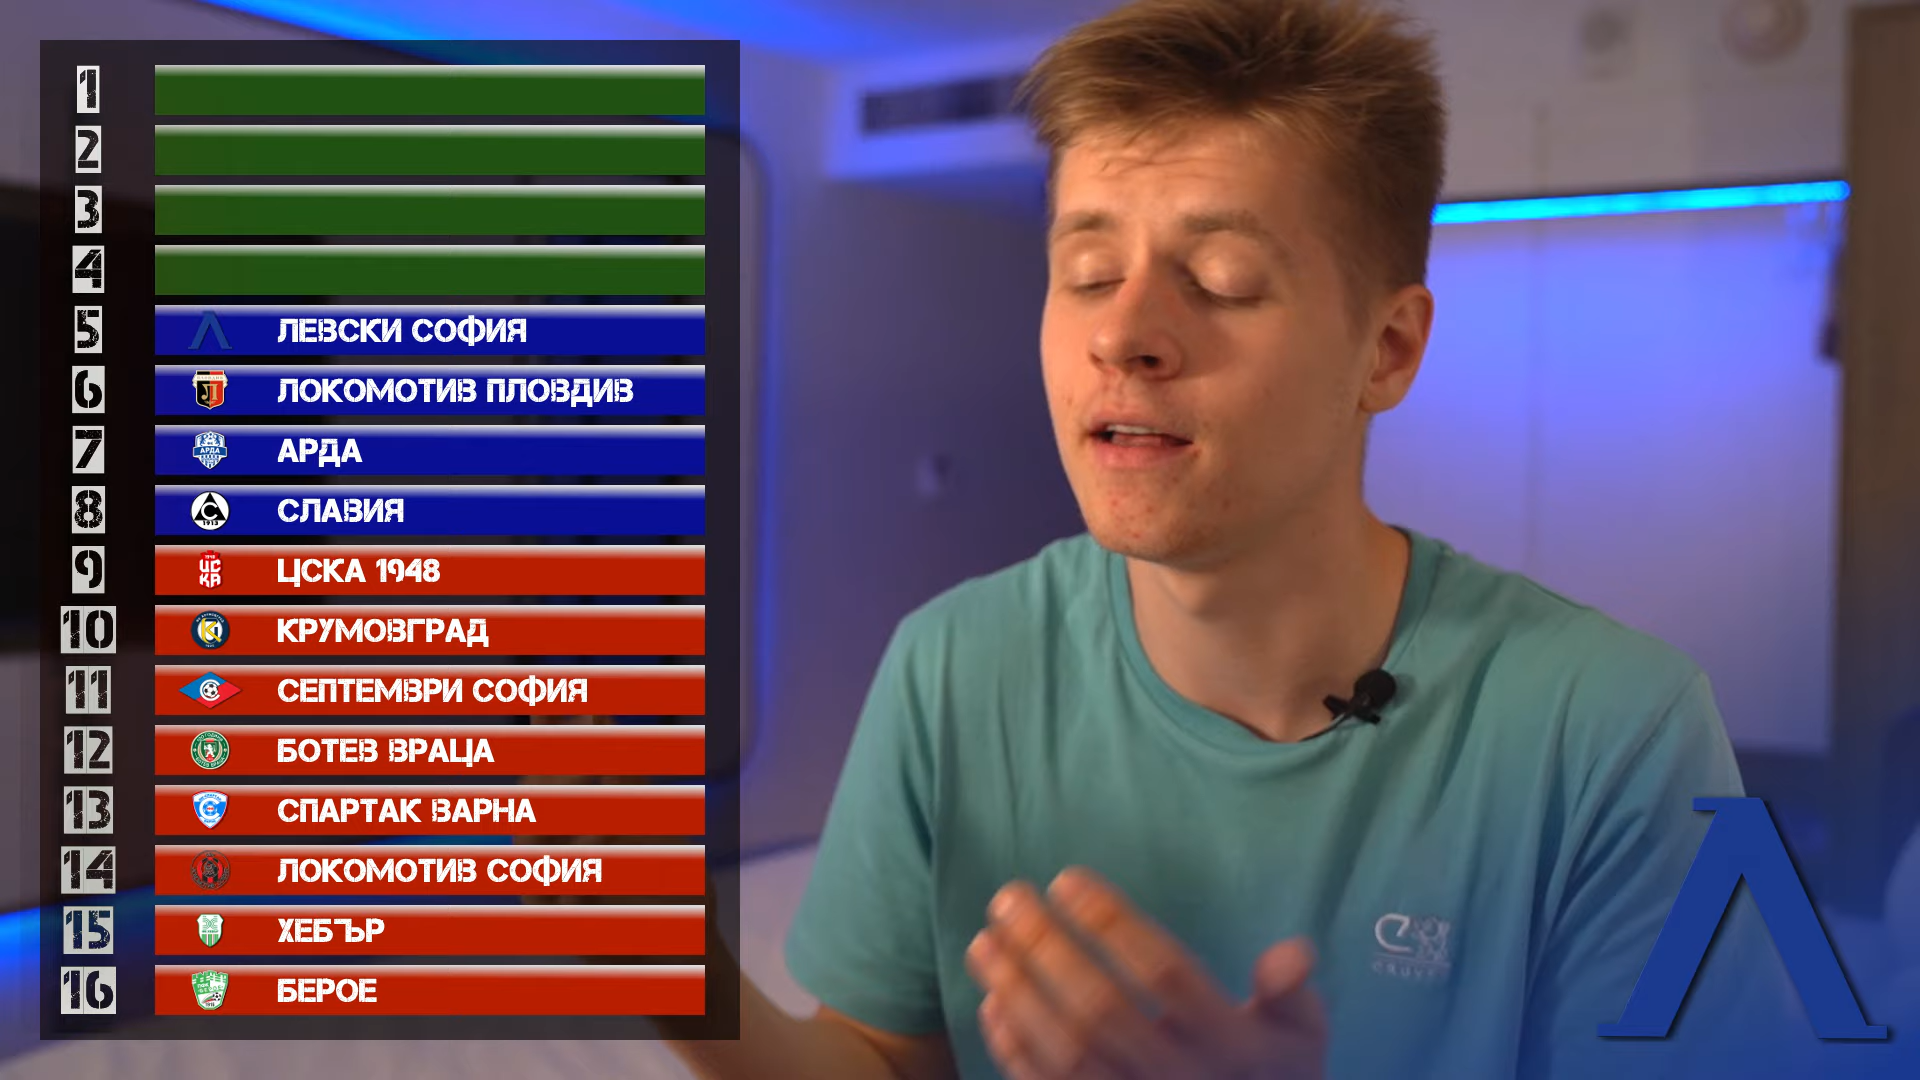 1
2
3
4
5 ЛЕВСКИ СОФИЯ
6 ЛОКОМОТИВ ПЛОВДИВ
7 АРДА
8 СЛАВИЯ
9 ЦСКА 1948
10 КРУМОВГРАД
11 СЕПТЕМВРИ СОФИЯ
12 БОТЕВ ВРАЦА
13 СПАРТАК ВАРНА
14 ЛОКОМОТИВ СОФИЯ
15 ХЕБЪР
16 БЕРОЕ